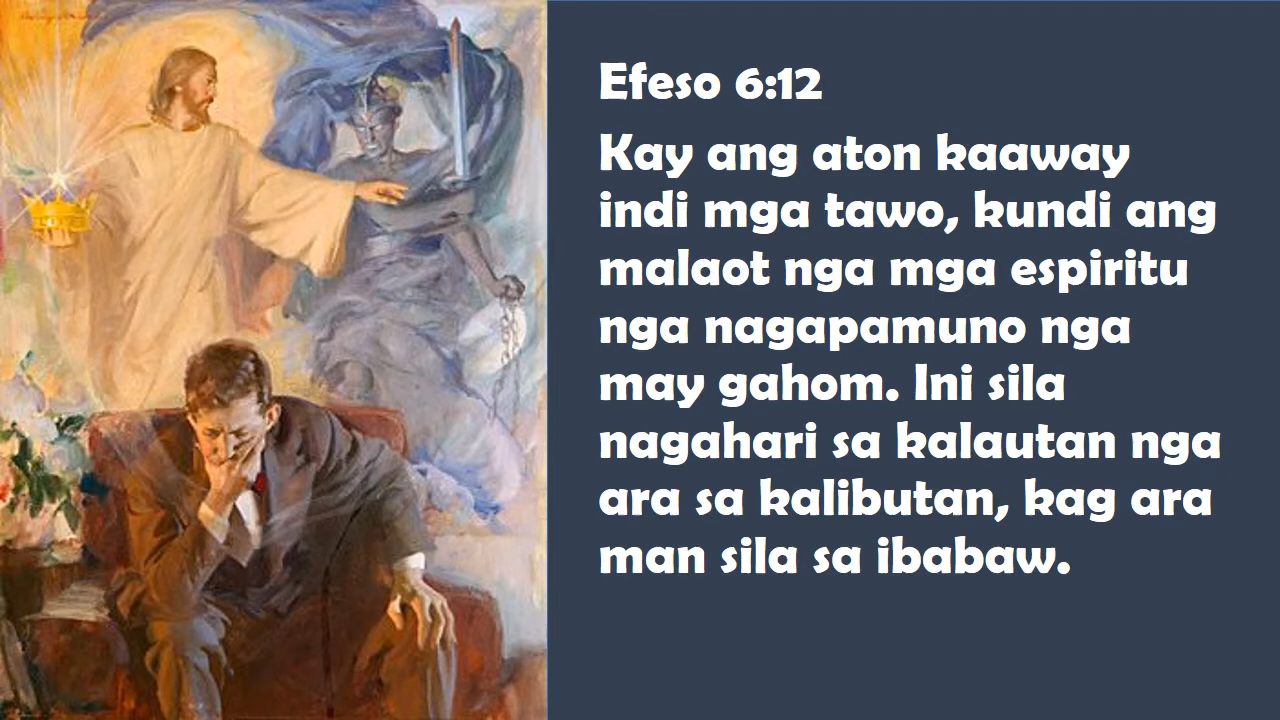 Efeso 6:12
Kay ang aton kaaway
indi mga tawo, kundi ang
malaot nga mga espiritu
nga nagapamuno nga
may gahom. Ini sila
nagahari sa kalautan nga
ara sa kalibutan, kag ara
man sila sa ibabaw.